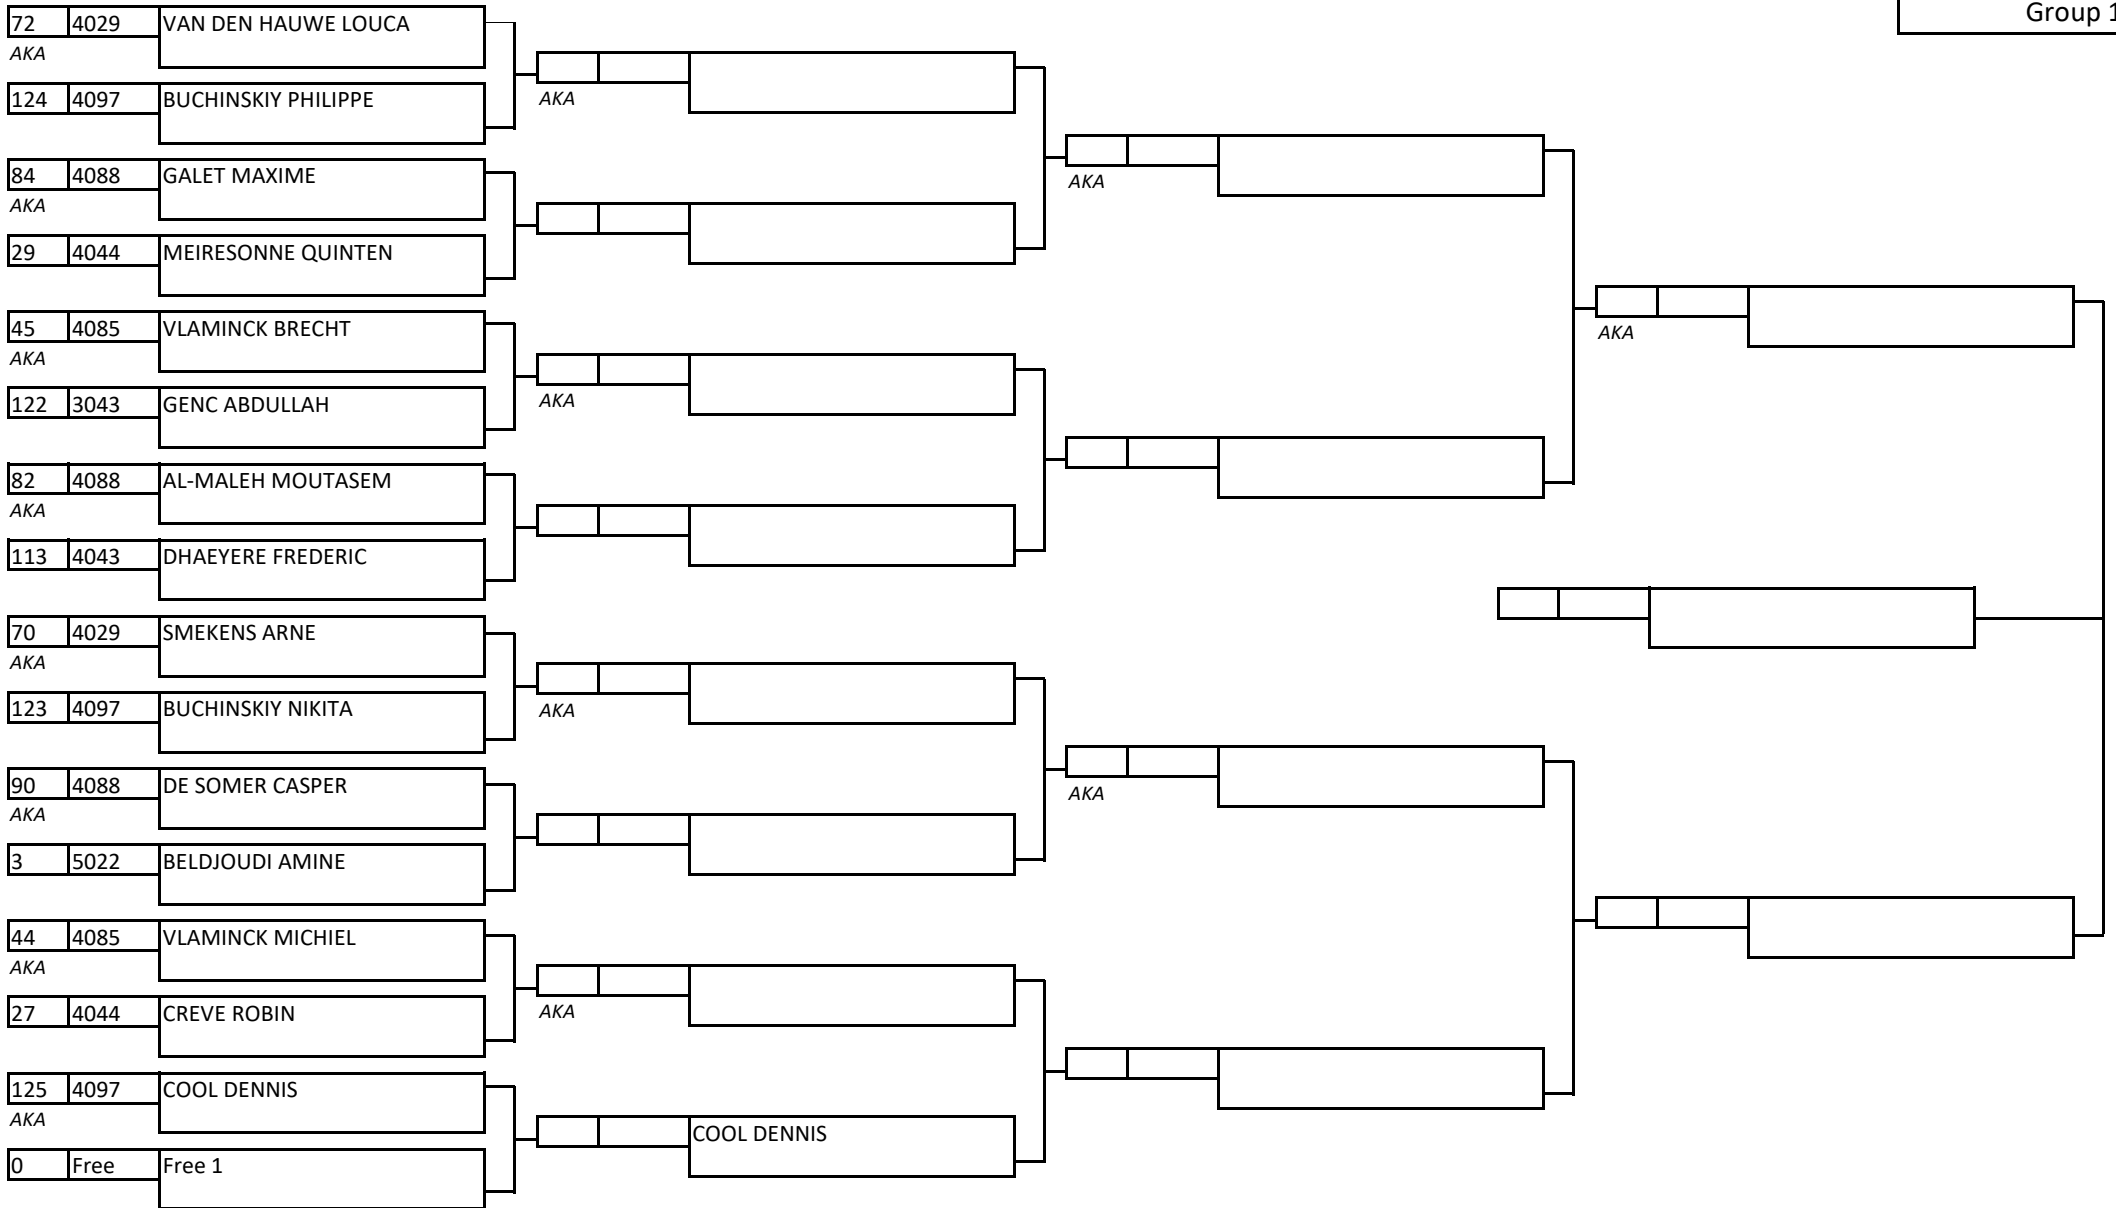 Group 1
72 4029 VAN DEN HAUWE LOUCA
AKA
124 4097 BUCHINSKIY PHILIPPE
AKA
84 4088 GALET MAXIME
AKA
AKA
29 4044 MEIRESONNE QUINTEN
45 4085 VLAMINCK BRECHT
AKA
AKA
122 3043 GENC ABDULLAH
AKA
82 4088 AL-MALEH MOUTASEM
AKA
113 4043 DHAEYERE FREDERIC
70 4029 SMEKENS ARNE
AKA
123 4097 BUCHINSKIY NIKITA
AKA
90 4088 DE SOMER CASPER
AKA
AKA
3 5022 BELDJOUDI AMINE
44 4085 VLAMINCK MICHIEL
AKA
27 4044 CREVE ROBIN
AKA
125 4097 COOL DENNIS
AKA
COOL DENNIS
0 Free Free 1